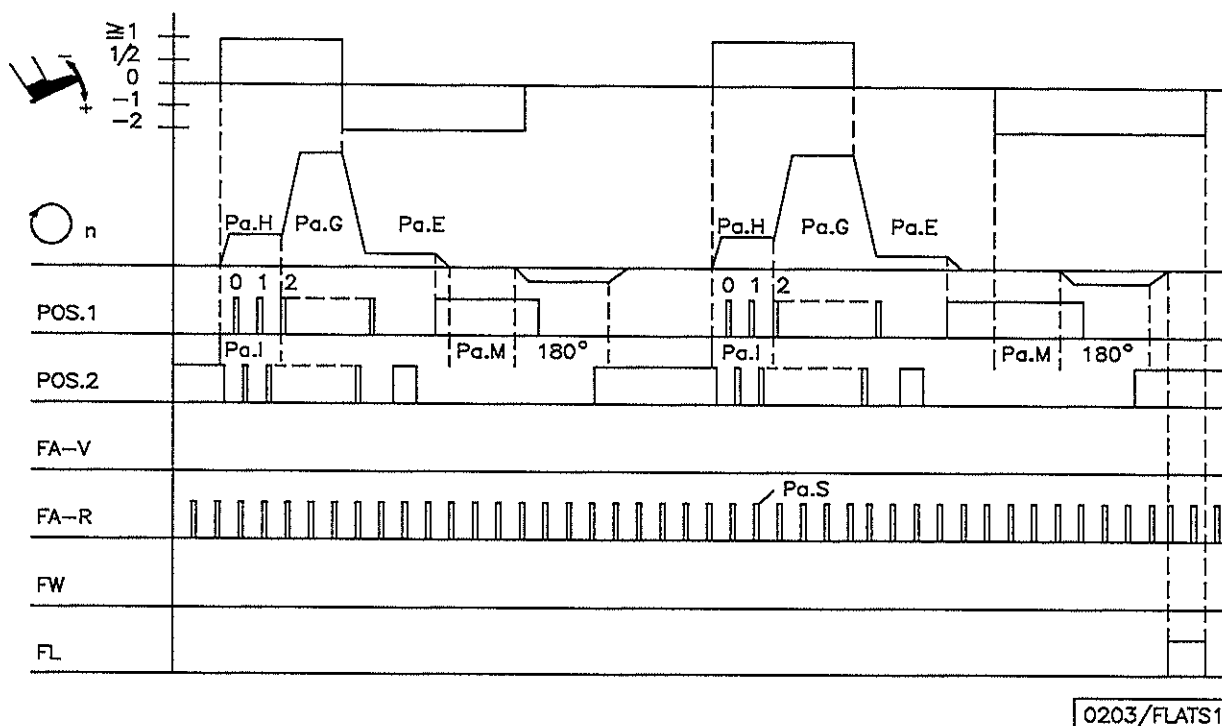 ≧1
1/2
0
−1
−2
−
+
n
Pa.H Pa.G Pa.E Pa.H Pa.G Pa.E
0 1 2 0 1 2
POS.1
Pa.I Pa.M 180° Pa.I Pa.M 180°
POS.2
FA−V
Pa.S
FA−R
FW
FL
0203/FLATS1